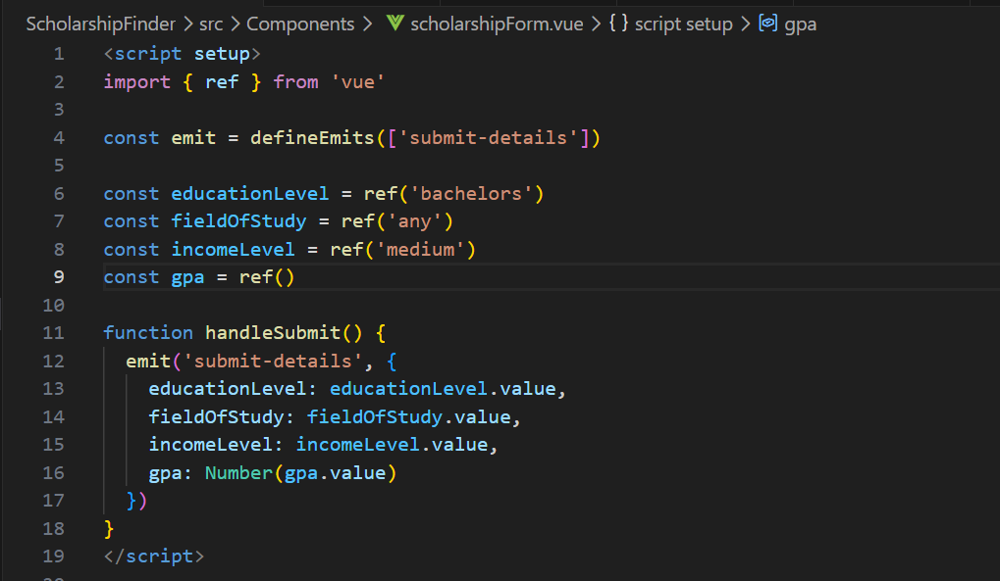 ScholarshipFinder > src > Components > scholarshipForm.vue > {} script setup > gpa
1 <script setup>
2 import { ref } from 'vue'
3
4 const emit = defineEmits(['submit-details'])
5
6 const educationLevel = ref('bachelors')
7 const fieldOfStudy = ref('any')
8 const incomeLevel = ref('medium')
9 const gpa = ref()
10
11 function handleSubmit() {
12   emit('submit-details', {
13     educationLevel: educationLevel.value,
14     fieldOfStudy: fieldOfStudy.value,
15     incomeLevel: incomeLevel.value,
16     gpa: Number(gpa.value)
17   })
18 }
19 </script>